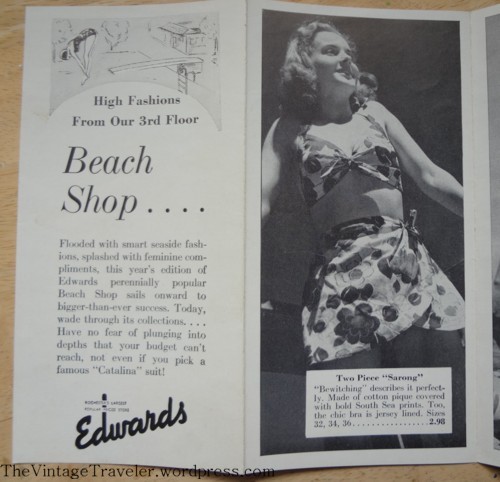 High Fashions
From Our 3rd Floor
Beach
Shop ....
Flooded with smart seaside fash-
ions, splashed with feminine com-
pliments, this year's edition of
Edwards perennially popular
Beach Shop sails onward to
bigger-than-ever success. Today,
wade through its collections....
Have no fear of plunging into
depths that your budget can't
reach, not even if you pick a
famous "Catalina" suit!
ROCHESTER'S LARGEST
POPULAR PRICED STORE
Edwards
Two Piece "Sarong"
"Bewitching" describes it perfect-
ly. Made of cotton pique covered
with bold South Sea prints. Too,
the chic bra is jersey lined. Sizes
32, 34, 36..................2.98
TheVintageTraveler.wordpress.com